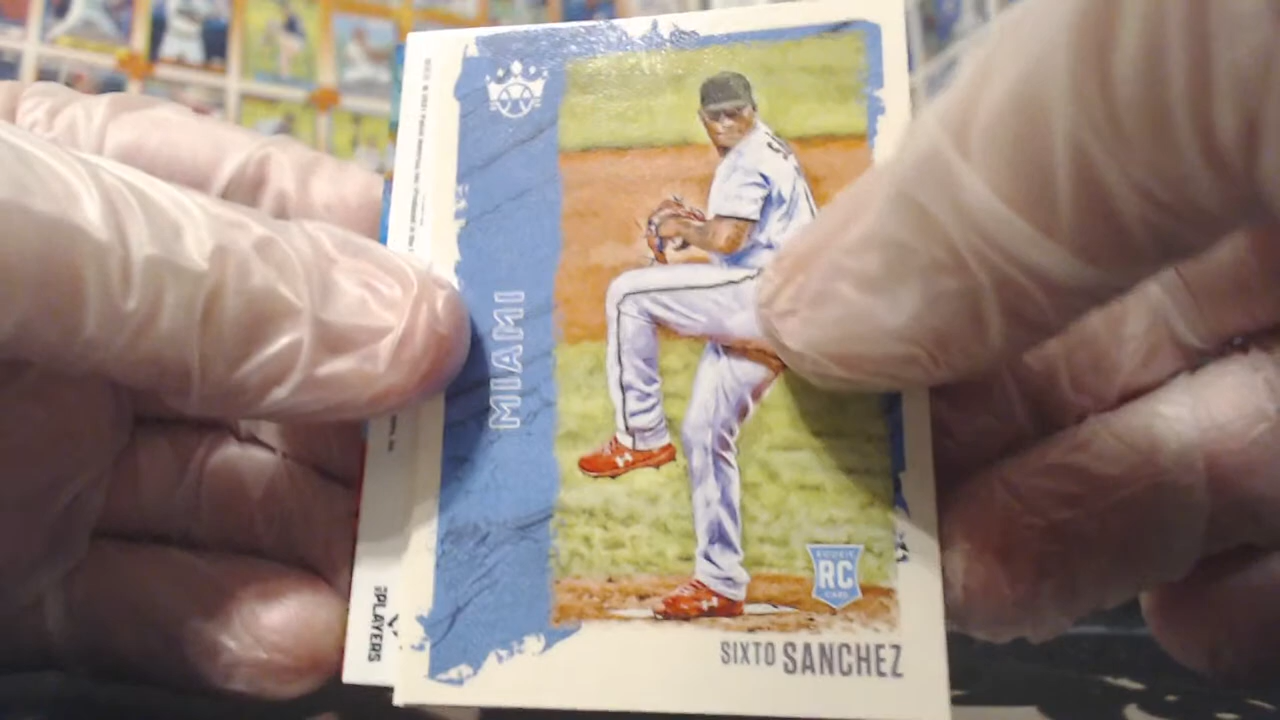 MIAMI
ROOKIE
RC
CARD
SIXTO SANCHEZ
PLAYERS